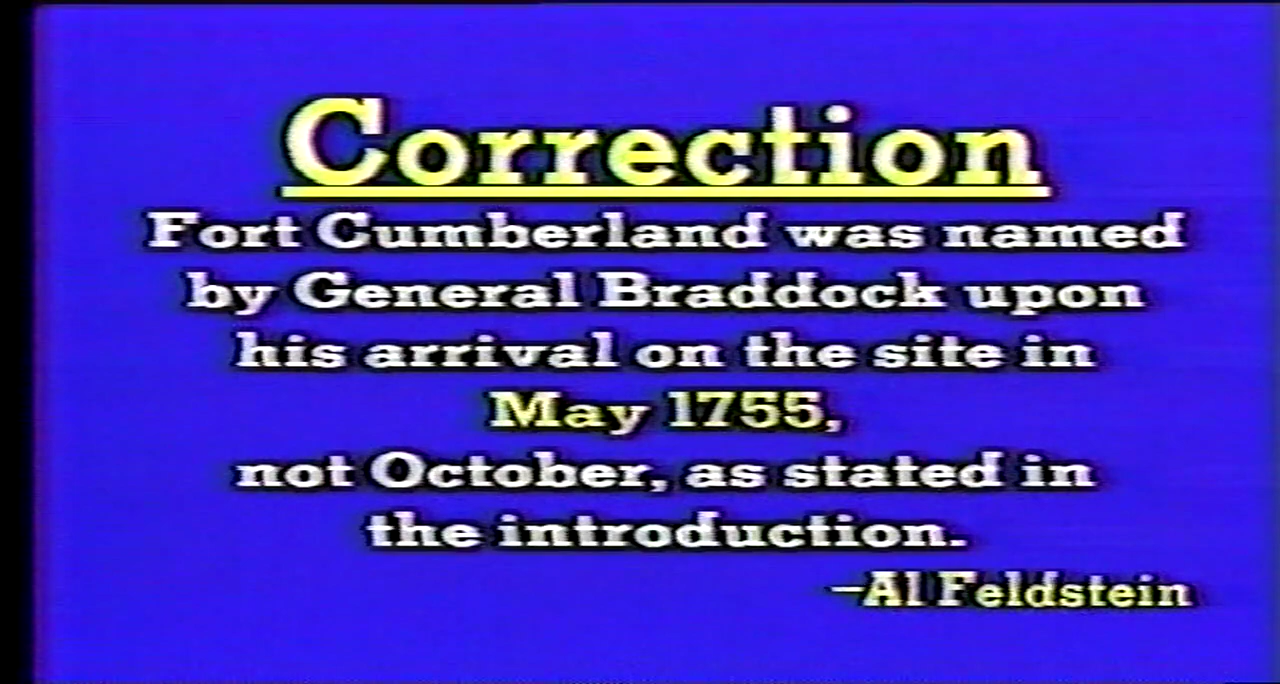 Correction
Fort Cumberland was named
by General Braddock upon
his arrival on the site in
May 1755,
not October, as stated in
the introduction.
–Al Feldstein